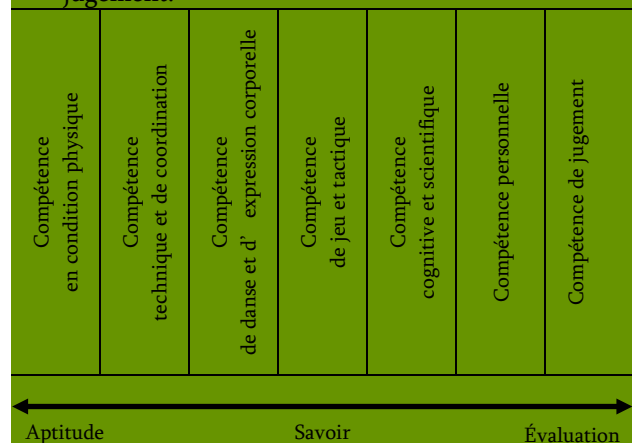 jugement.
Compétence
en condition physique
Compétence
technique et de coordination
Compétence
de danse et d’ expression corporelle
Compétence
de jeu et tactique
Compétence
cognitive et scientifique
Compétence personnelle
Compétence de jugement
Aptitude
Savoir
Évaluation